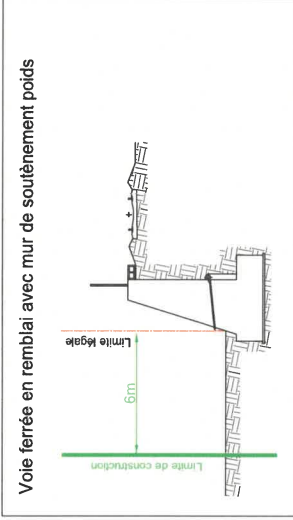 Voie ferrée en remblai avec mur de soutènement poids
Limite légale
6m
Limite de construction